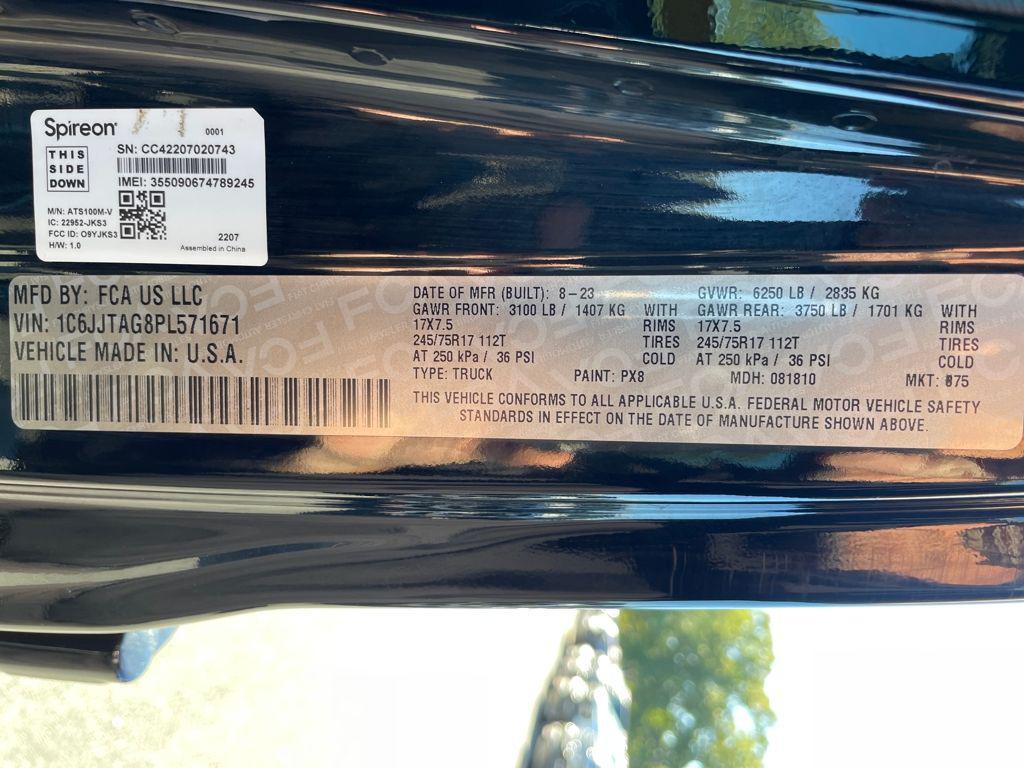 Spireon®
0001
THIS
SIDE
DOWN
SN: CC42207020743
IMEI: 355090674789245
M/N: ATS100M-V
IC: 22952-JKS3
FCC ID: O9YJKS3
H/W: 1.0
2207
Assembled in China
MFD BY: FCA US LLC
VIN: 1C6JJTAG8PL571671
VEHICLE MADE IN: U.S.A.
DATE OF MFR (BUILT): 8-23 GVWR: 6250 LB / 2835 KG
GAWR FRONT: 3100 LB / 1407 KG WITH GAWR REAR: 3750 LB / 1701 KG WITH
17X7.5 RIMS 17X7.5 RIMS
245/75R17 112T TIRES 245/75R17 112T TIRES
AT 250 kPa / 36 PSI COLD AT 250 kPa / 36 PSI COLD
TYPE: TRUCK PAINT: PX8 MDH: 081810 MKT:
THIS VEHICLE CONFORMS TO ALL APPLICABLE U.S.A. FEDERAL MOTOR VEHICLE SAFETY
STANDARDS IN EFFECT ON THE DATE OF MANUFACTURE SHOWN ABOVE.